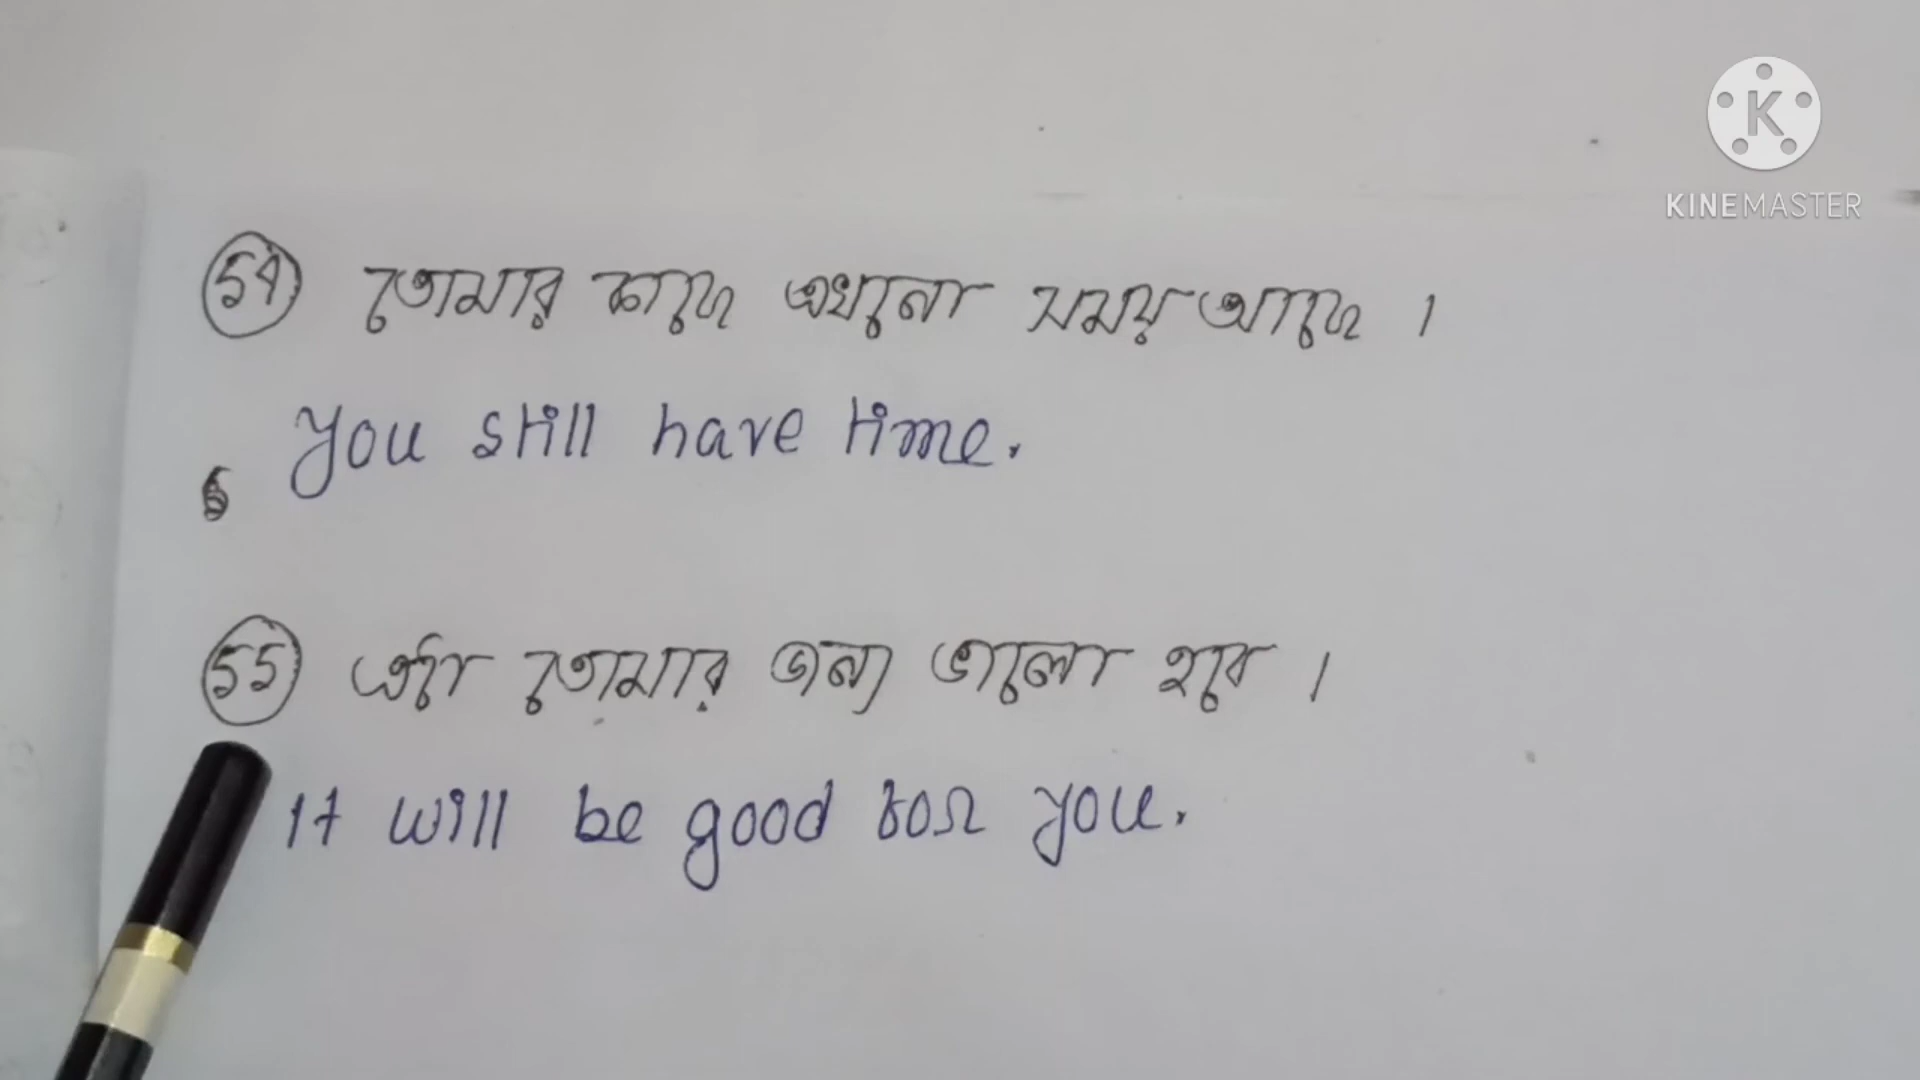 54 তোমার কাছে এখনো সময় আছে ।
You still have time.
55 এটা তোমার জন্য ভালো হবে ।
It will be good for you.
KINEMASTER